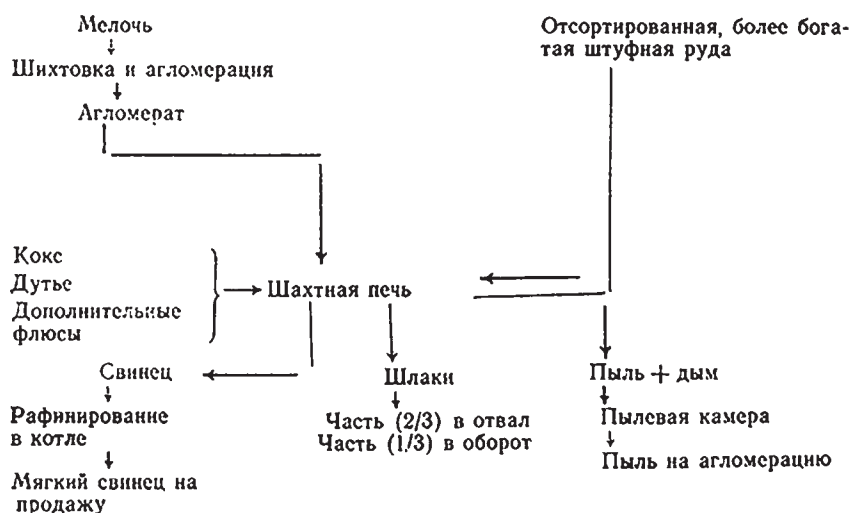 Мелочь
Шихтовка и агломерация
Агломерат
Отсортированная, более бога-
тая штуфная руда
Кокс
Дутье
Дополнительные
флюсы
Шахтная печь
Свинец
Рафинирование
в котле
Мягкий свинец на
продажу
Шлаки
Часть (2/3) в отвал
Часть (1/3) в оборот
Пыль + дым
Пылевая камера
Пыль на агломерацию